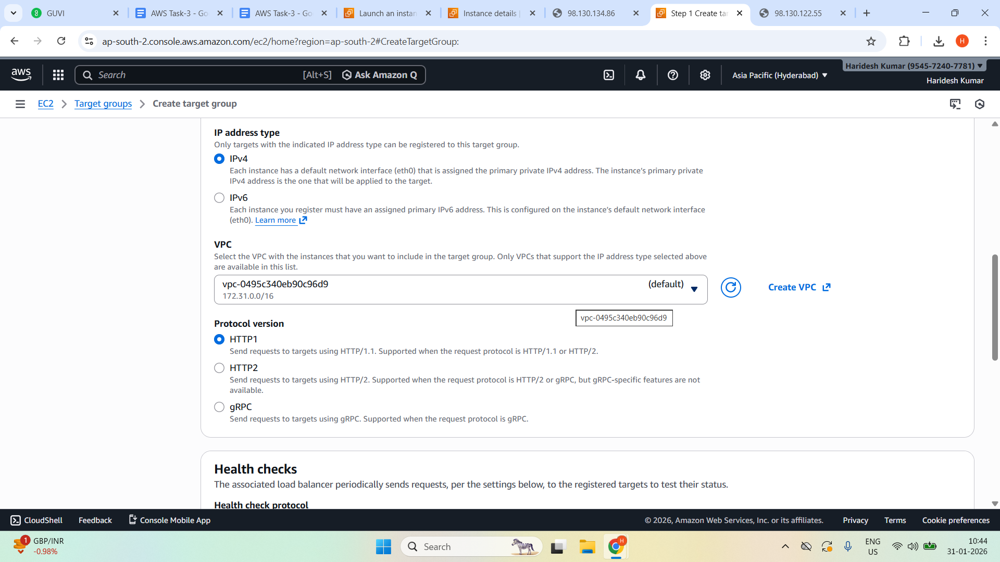 GUVI
AWS Task-3 - Go
AWS Task-3 - Go
Launch an instan
Instance details |
98.130.134.86
Step 1 Create tar
98.130.122.55
ap-south-2.console.aws.amazon.com/ec2/home?region=ap-south-2#CreateTargetGroup:
H
aws
Search
[Alt+S]
Ask Amazon Q
Asia Pacific (Hyderabad)
Haridesh Kumar (9545-7240-7781)
Haridesh Kumar
EC2
Target groups
Create target group
IP address type
Only targets with the indicated IP address type can be registered to this target group.
IPv4
Each instance has a default network interface (eth0) that is assigned the primary private IPv4 address. The instance's primary private
IPv4 address is the one that will be applied to the target.
IPv6
Each instance you register must have an assigned primary IPv6 address. This is configured on the instance's default network interface
(eth0). Learn more
VPC
Select the VPC with the instances that you want to include in the target group. Only VPCs that support the IP address type selected above
are available in this list.
vpc-0495c340eb90c96d9
(default)
172.31.0.0/16
Create VPC
vpc-0495c340eb90c96d9
Protocol version
HTTP1
Send requests to targets using HTTP/1.1. Supported when the request protocol is HTTP/1.1 or HTTP/2.
HTTP2
Send requests to targets using HTTP/2. Supported when the request protocol is HTTP/2 or gRPC, but gRPC-specific features are not
available.
gRPC
Send requests to targets using gRPC. Supported when the request protocol is gRPC.
Health checks
The associated load balancer periodically sends requests, per the settings below, to the registered targets to test their status.
Health check protocol
CloudShell
Feedback
Console Mobile App
© 2026, Amazon Web Services, Inc. or its affiliates.
Privacy
Terms
Cookie preferences
1
GBP/INR
-0.98%
Search
H
ENG
US
10:44
31-01-2026